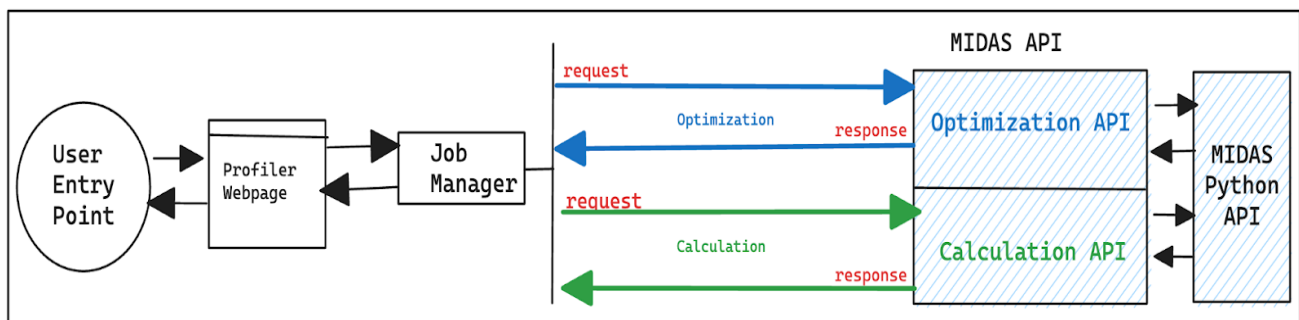 MIDAS API
request
Optimization
response
Optimization API
User
Entry
Point
Profiler
Webpage
Job
Manager
MIDAS
Python
API
request
Calculation
response
Calculation API